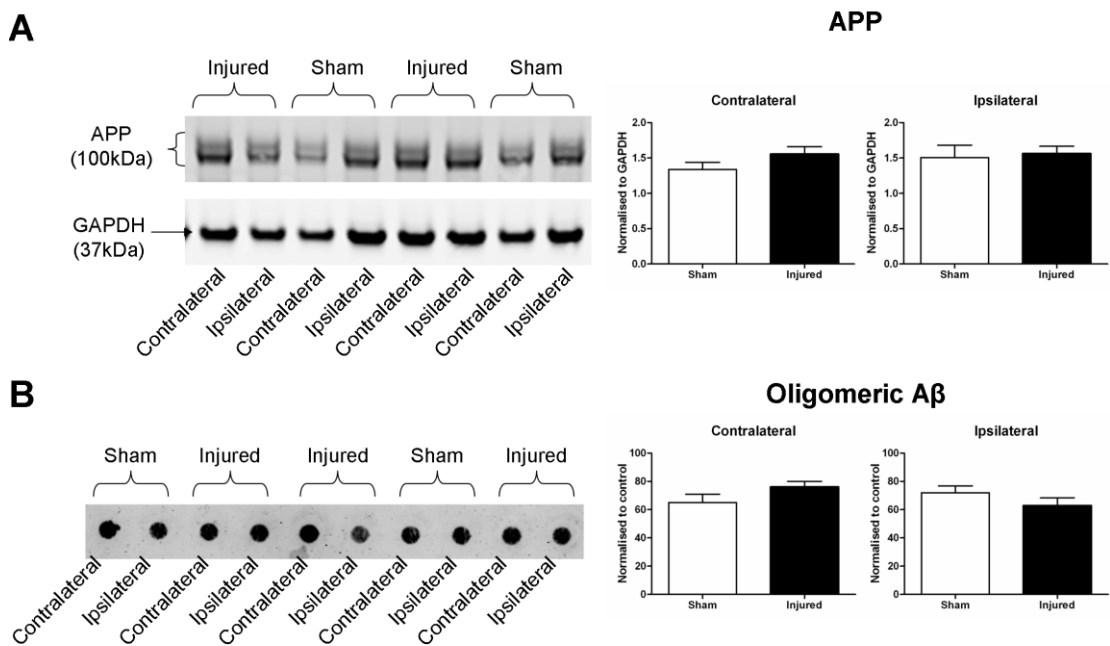 A
APP
Injured Sham Injured Sham
APP
(100kDa)
GAPDH
(37kDa)
Contralateral Ipsilateral Contralateral Ipsilateral Contralateral Ipsilateral Contralateral Ipsilateral
Contralateral
Normalised to GAPDH
2.0
1.5
1.0
0.5
0.0
Sham Injured
Ipsilateral
Normalised to GAPDH
2.0
1.5
1.0
0.5
0.0
Sham Injured
B
Oligomeric Aβ
Sham Injured Injured Sham Injured
Contralateral Ipsilateral Contralateral Ipsilateral Contralateral Ipsilateral Contralateral Ipsilateral Contralateral Ipsilateral
Contralateral
Normalised to control
100
80
60
40
20
0
Sham Injured
Ipsilateral
Normalised to control
100
80
60
40
20
0
Sham Injured